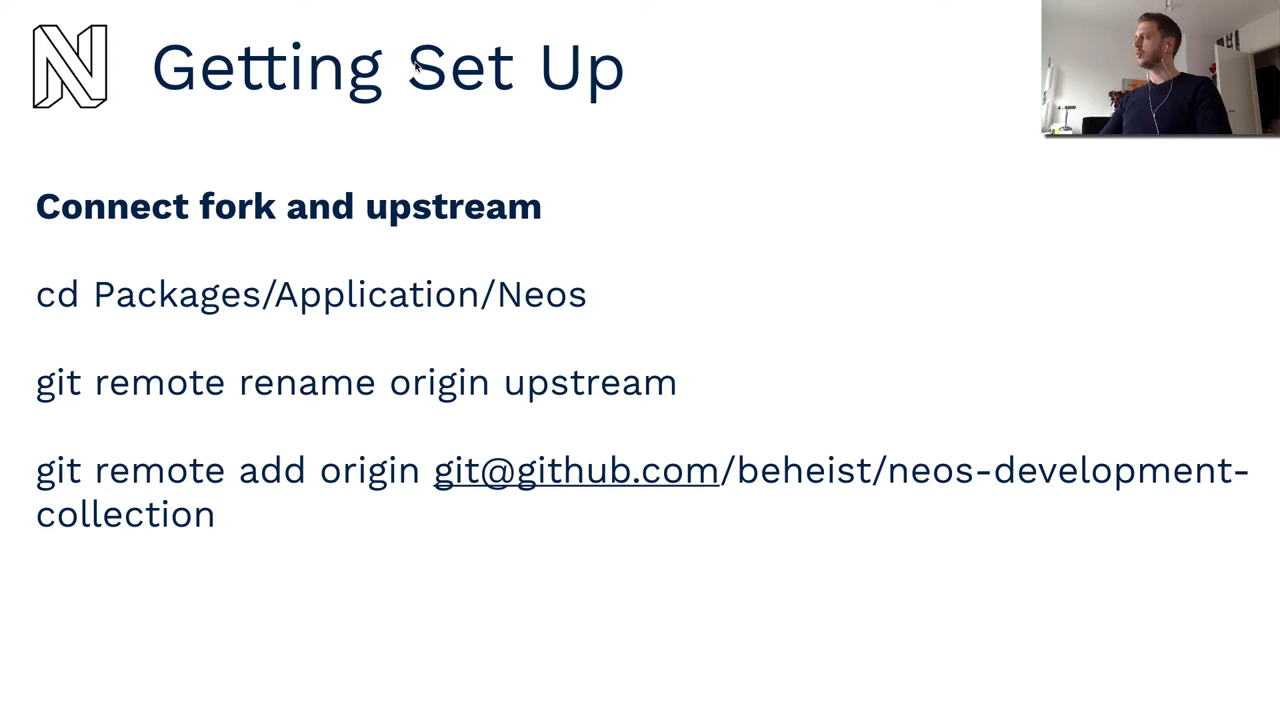 Getting Set Up
Connect fork and upstream
cd Packages/Application/Neos
git remote rename origin upstream
git remote add origin git@github.com/beheist/neos-development-
collection